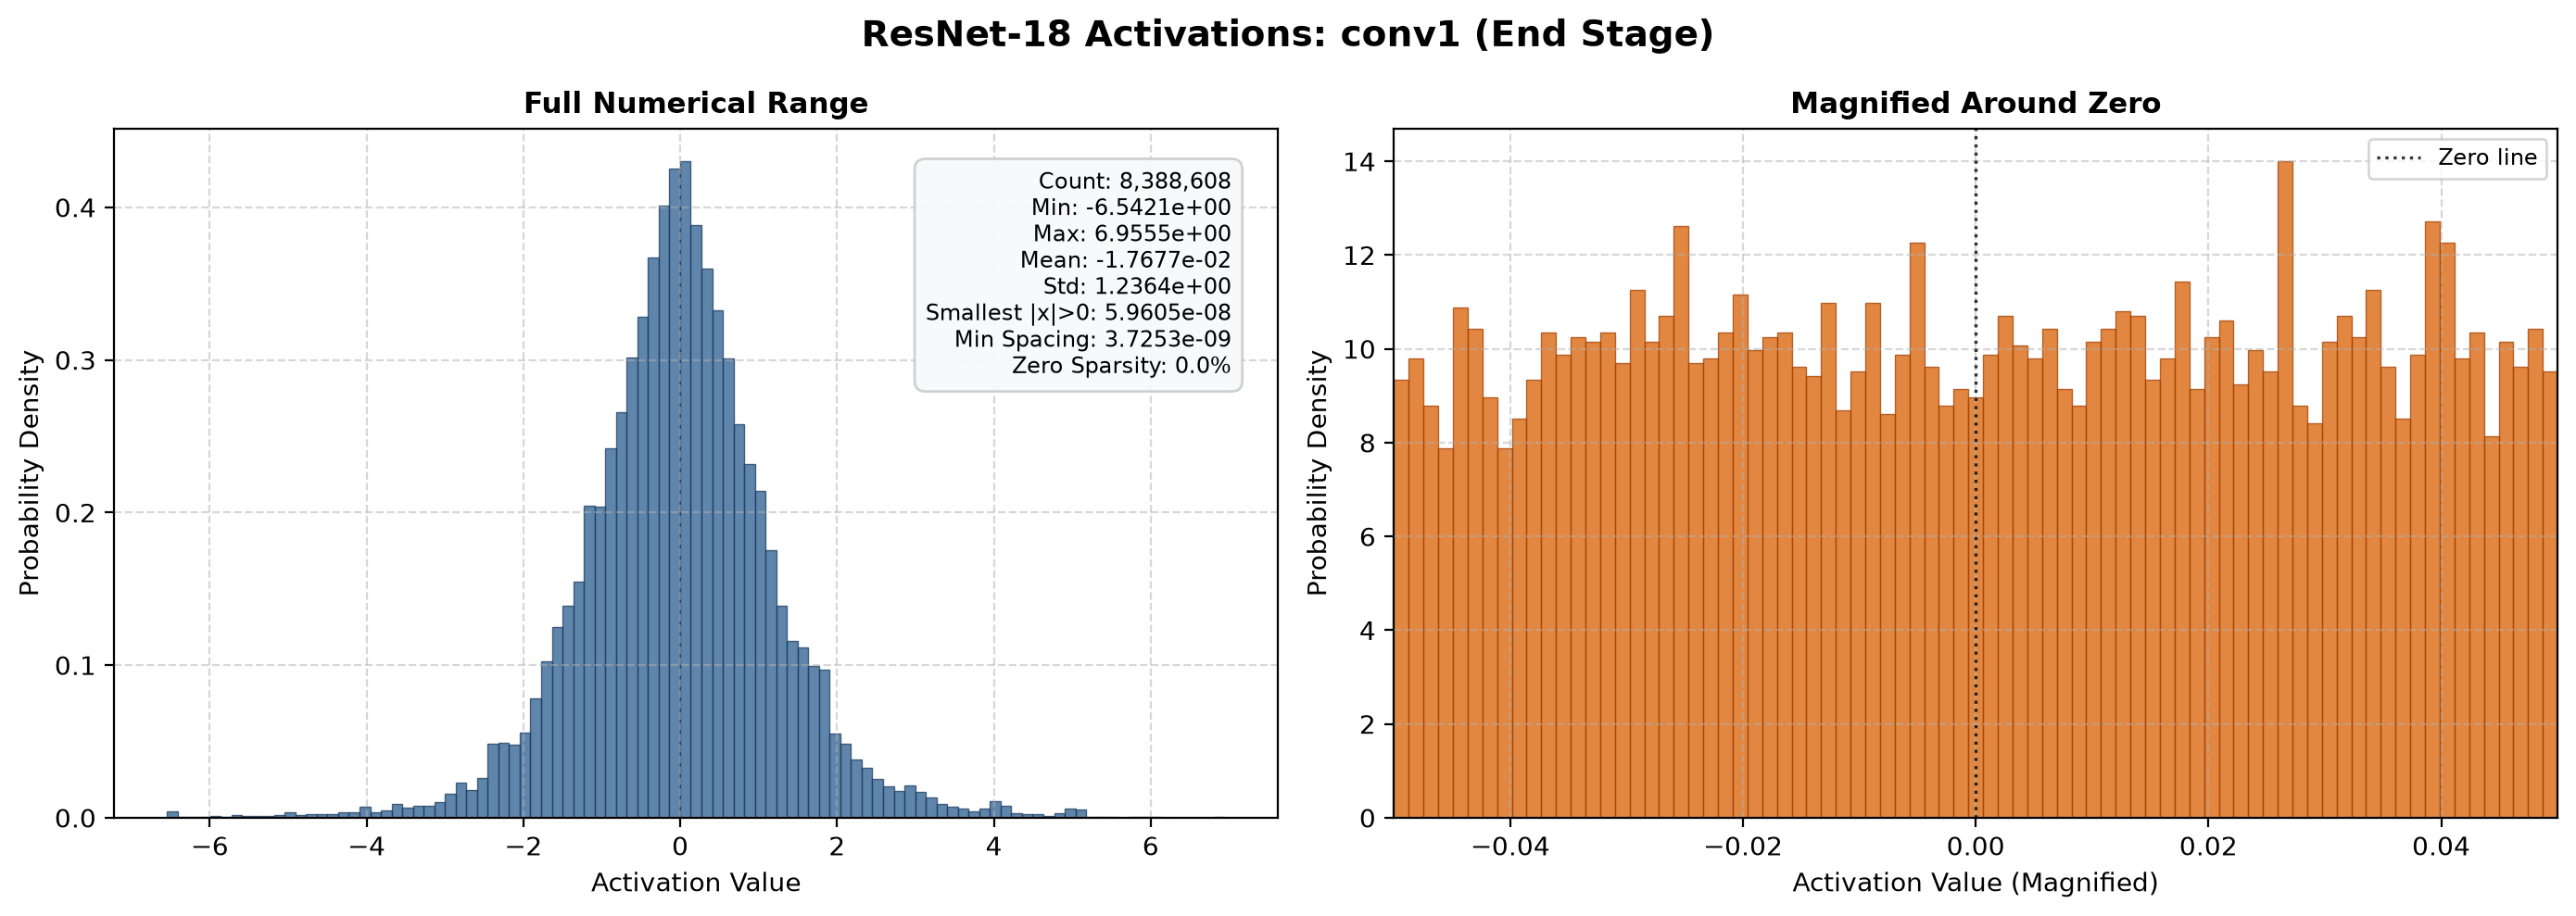 ResNet-18 Activations: conv1 (End Stage)
Full Numerical Range
Probability Density
0.4
0.3
0.2
0.1
0.0
Count: 8,388,608
Min: -6.5421e+00
Max: 6.9555e+00
Mean: -1.7677e-02
Std: 1.2364e+00
Smallest |x|>0: 5.9605e-08
Min Spacing: 3.7253e-09
Zero Sparsity: 0.0%
−6 −4 −2 0 2 4 6
Activation Value
Magnified Around Zero
Probability Density
14
12
10
8
6
4
2
0
Zero line
−0.04 −0.02 0.00 0.02 0.04
Activation Value (Magnified)